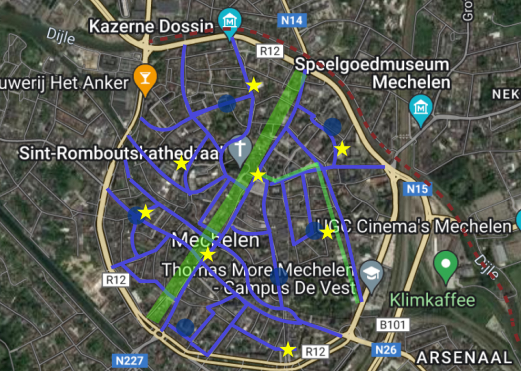 Kazerne Dossin
N14
Dijle
R12
Speelgoedmuseum
Mechelen
uwerij Het Anker
NEK
Sint-Romboutskathedraal
N15
UGC Cinema's Mechelen
Mechelen
Dijle
Thomas More Mechelen
- Campus De Vest
R12
Klimkaffee
B101
R12
N26
N227
ARSENAAL